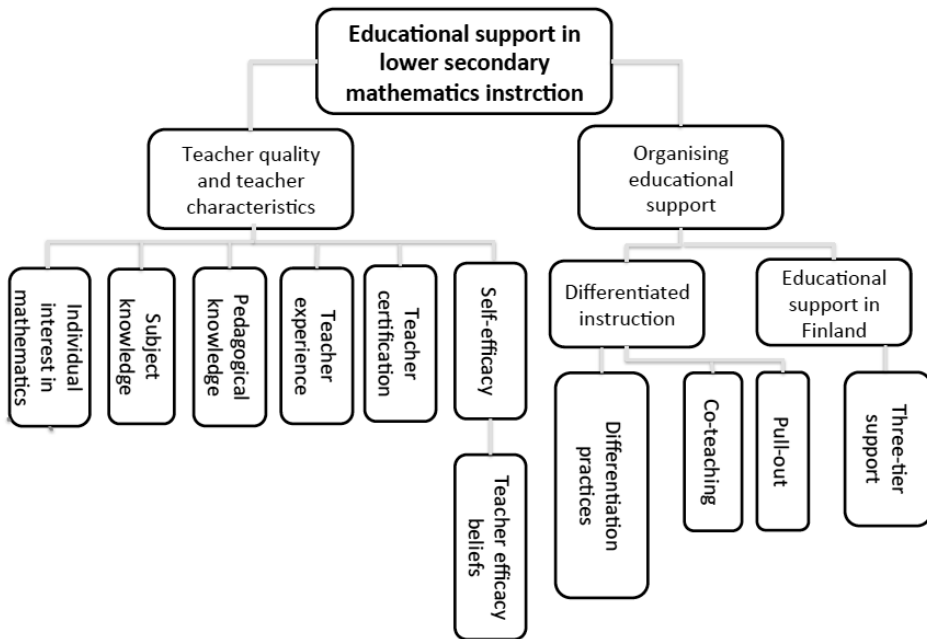 Educational support in
lower secondary
mathematics instrction
Teacher quality
and teacher
characteristics
Organising
educational
support
Individual
interest in
mathematics
Subject
knowledge
Pedagogical
knowledge
Teacher
experience
Teacher
certification
Self-efficacy
Differentiated
instruction
Educational
support in
Finland
Teacher efficacy
beliefs
Differentiation
practices
Co-teaching
Pull-out
Three-tier
support